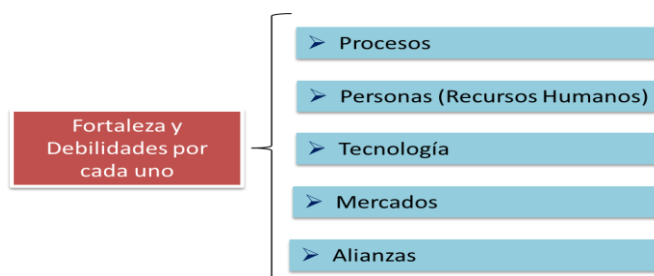 Fortaleza y
Debilidades por
cada uno
Procesos
Personas (Recursos Humanos)
Tecnología
Mercados
Alianzas